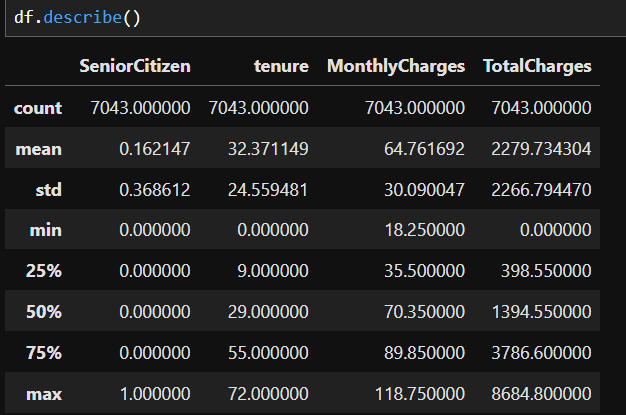 df.describe()
SeniorCitizen tenure MonthlyCharges TotalCharges
count 7043.000000 7043.000000 7043.000000 7043.000000
mean 0.162147 32.371149 64.761692 2279.734304
std 0.368612 24.559481 30.090047 2266.794470
min 0.000000 0.000000 18.250000 0.000000
25% 0.000000 9.000000 35.500000 398.550000
50% 0.000000 29.000000 70.350000 1394.550000
75% 0.000000 55.000000 89.850000 3786.600000
max 1.000000 72.000000 118.750000 8684.800000